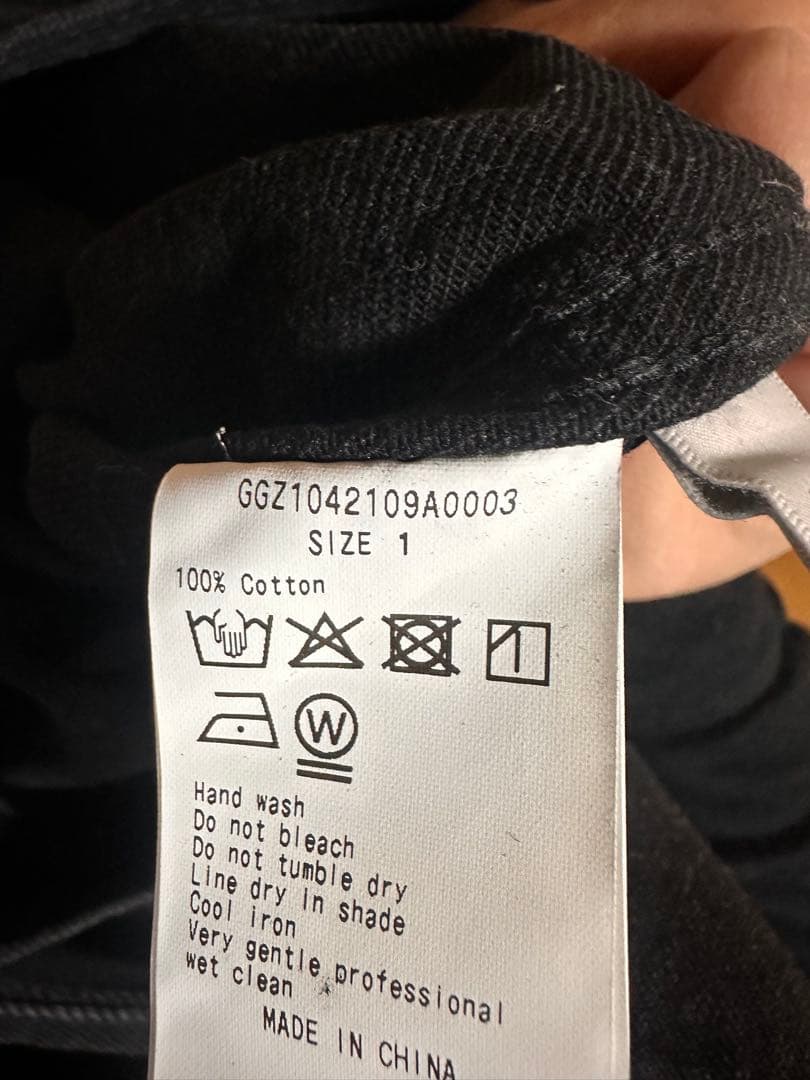 GGZ1042109A0003
SIZE 1
100% Cotton
W
Hand wash
Do not bleach
Do not tumble dry
Line dry in shade
Cool iron
Very gentle professional
wet clean
MADE IN CHINA